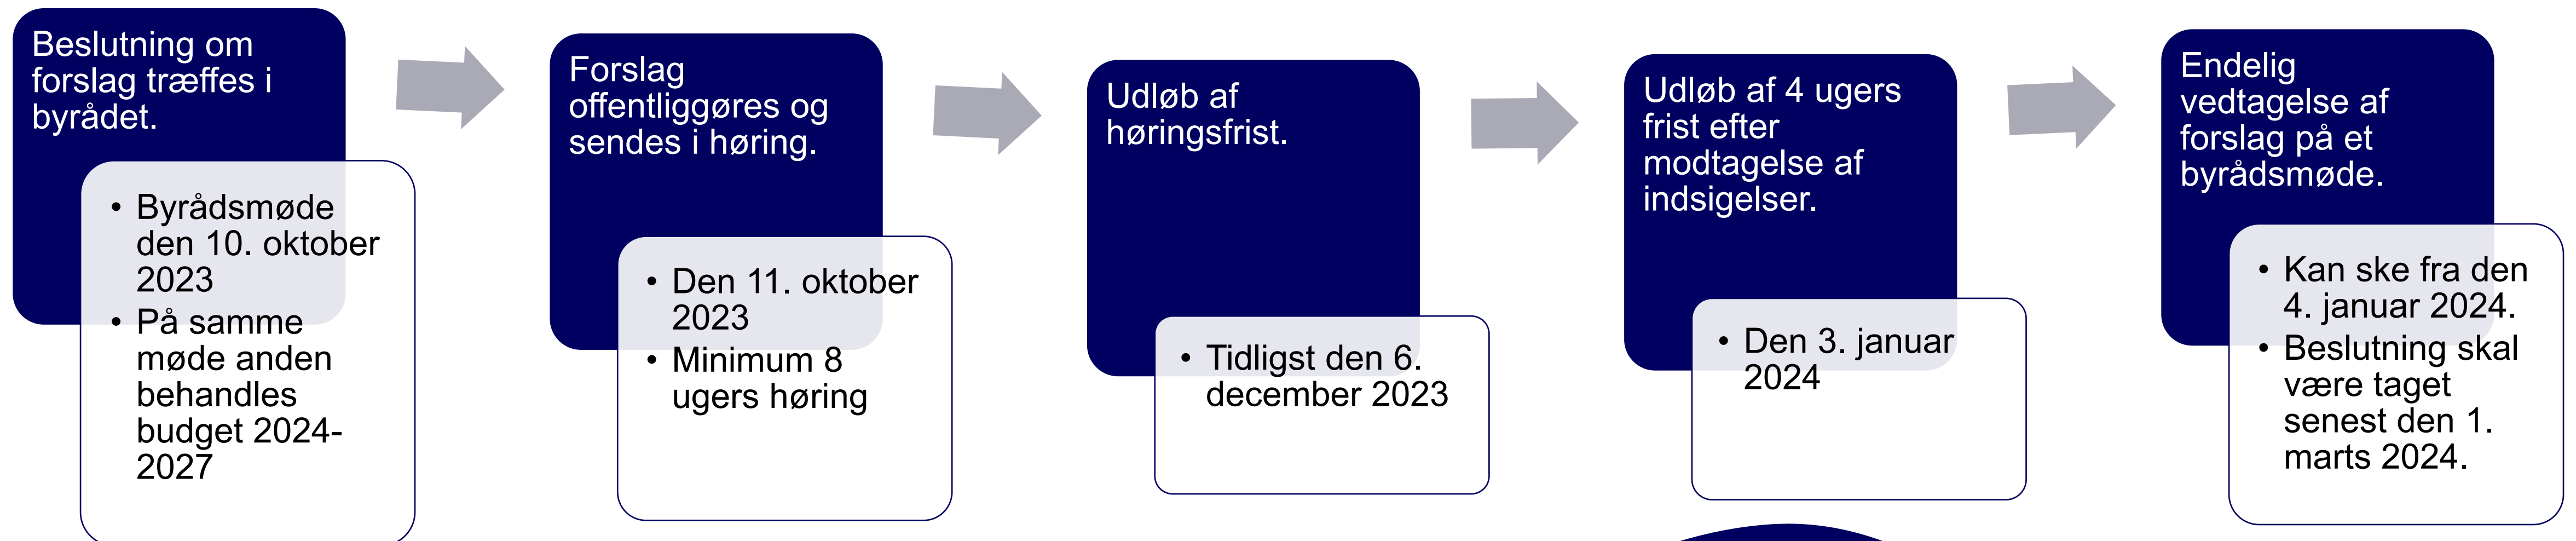 Beslutning om
forslag træffes i
byrådet.
• Byrådsmøde
den 10. oktober
2023
• På samme
møde anden
behandles
budget 2024-
2027
Forslag
offentliggøres og
sendes i høring.
• Den 11. oktober
2023
• Minimum 8
ugers høring
Udløb af
høringsfrist.
• Tidligst den 6.
december 2023
Udløb af 4 ugers
frist efter
modtagelse af
indsigelser.
• Den 3. januar
2024
Endelig
vedtagelse af
forslag på et
byrådsmøde.
• Kan ske fra den
4. januar 2024.
• Beslutning skal
være taget
senest den 1.
marts 2024.